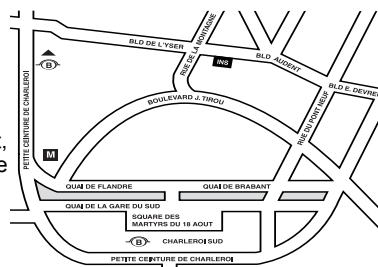 BLD DE L'YSER
RUE DE LA MONTAGNE
INS
BLD AUDENT
BLD E. DEVREU
B
PETITE CEINTURE DE CHARLEROI
BOULEVARD J. TIROU
RUE DU PONT NEUF
M
e
QUAI DE FLANDRE
QUAI DE BRABANT
QUAI DE LA GARE DU SUD
SQUARE DES
MARTYRS DU 18 AOUT
B
CHARLEROI SUD
PETITE CEINTURE DE CHARLEROI